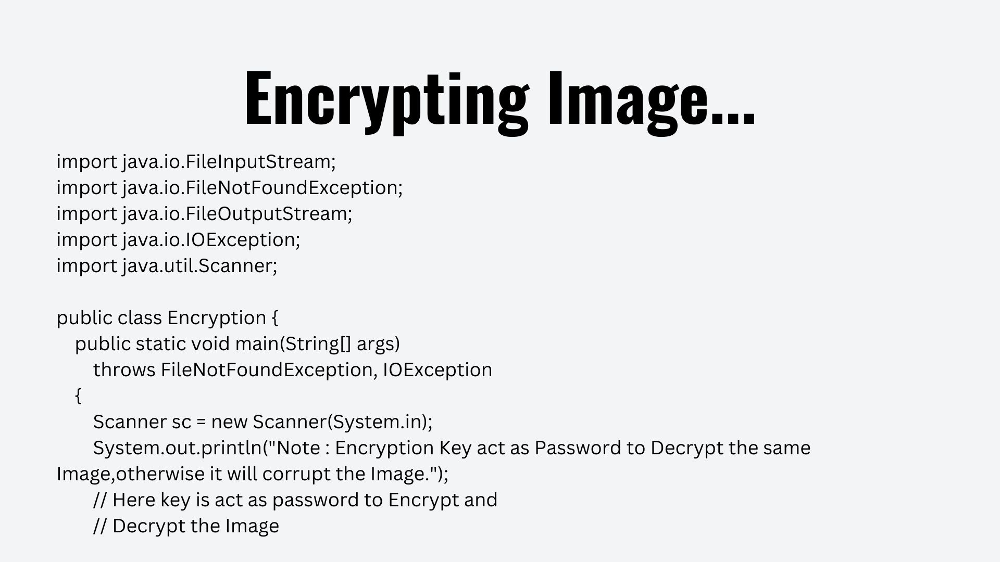 Encrypting Image...
import java.io.FileInputStream;
import java.io.FileNotFoundException;
import java.io.FileOutputStream;
import java.io.IOException;
import java.util.Scanner;

public class Encryption {
    public static void main(String[] args)
        throws FileNotFoundException, IOException
    {
        Scanner sc = new Scanner(System.in);
        System.out.println("Note : Encryption Key act as Password to Decrypt the same
Image,otherwise it will corrupt the Image.");
        // Here key is act as password to Encrypt and
        // Decrypt the Image